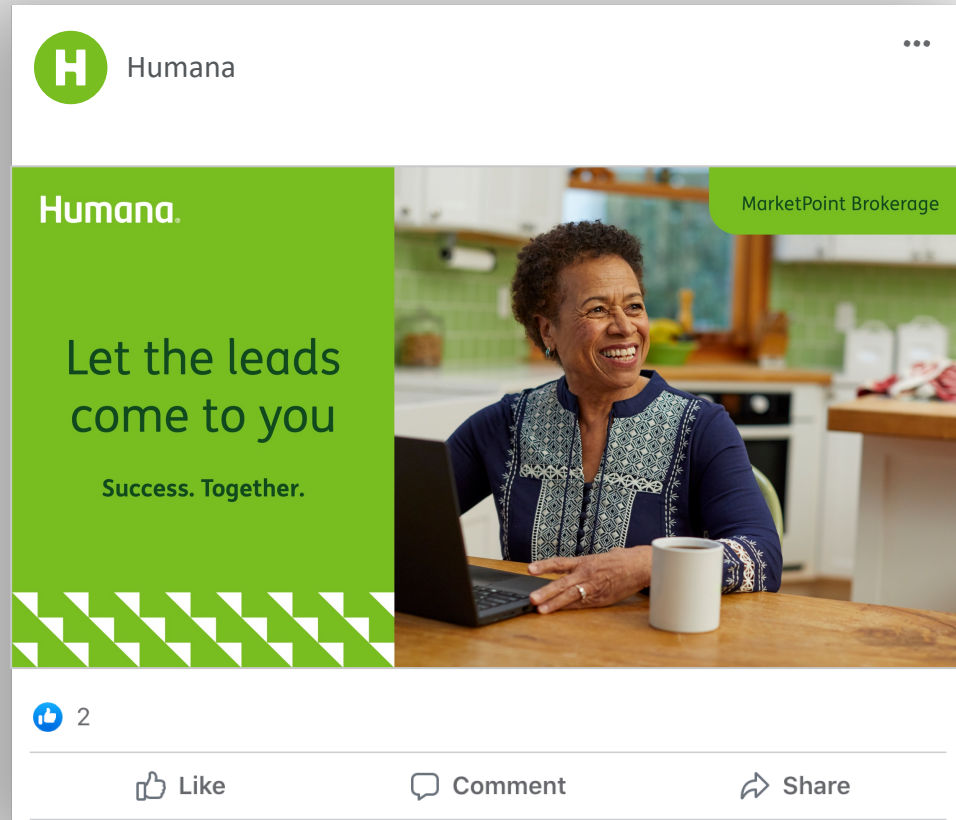 H
Humana
Humana.
MarketPoint Brokerage
Let the leads
come to you
Success. Together.
2
Like
Comment
Share